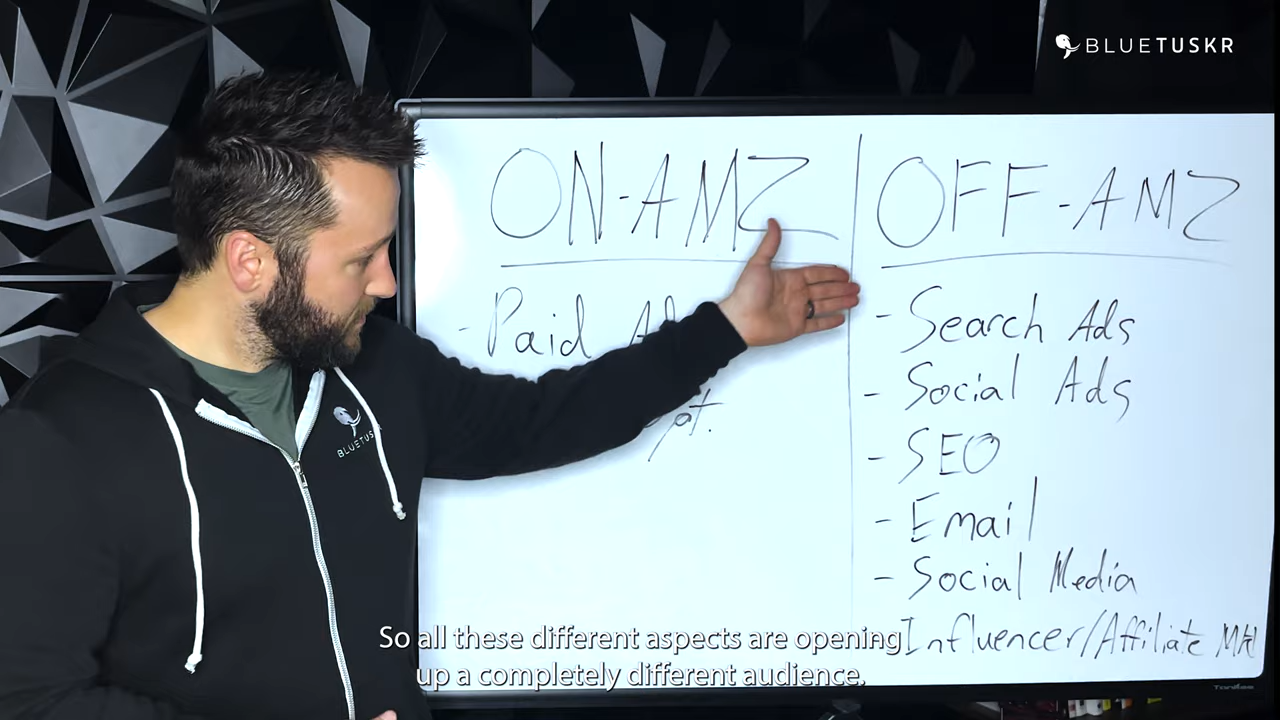 BLUETUSKR
ON-AMZ
OFF-AMZ
- Paid
- Search Ads
- Social Ads
- SEO
- Email
- Social Media
Influencer/Affiliate MKT
BLUETUS
So all these different aspects are opening
up a completely different audience.